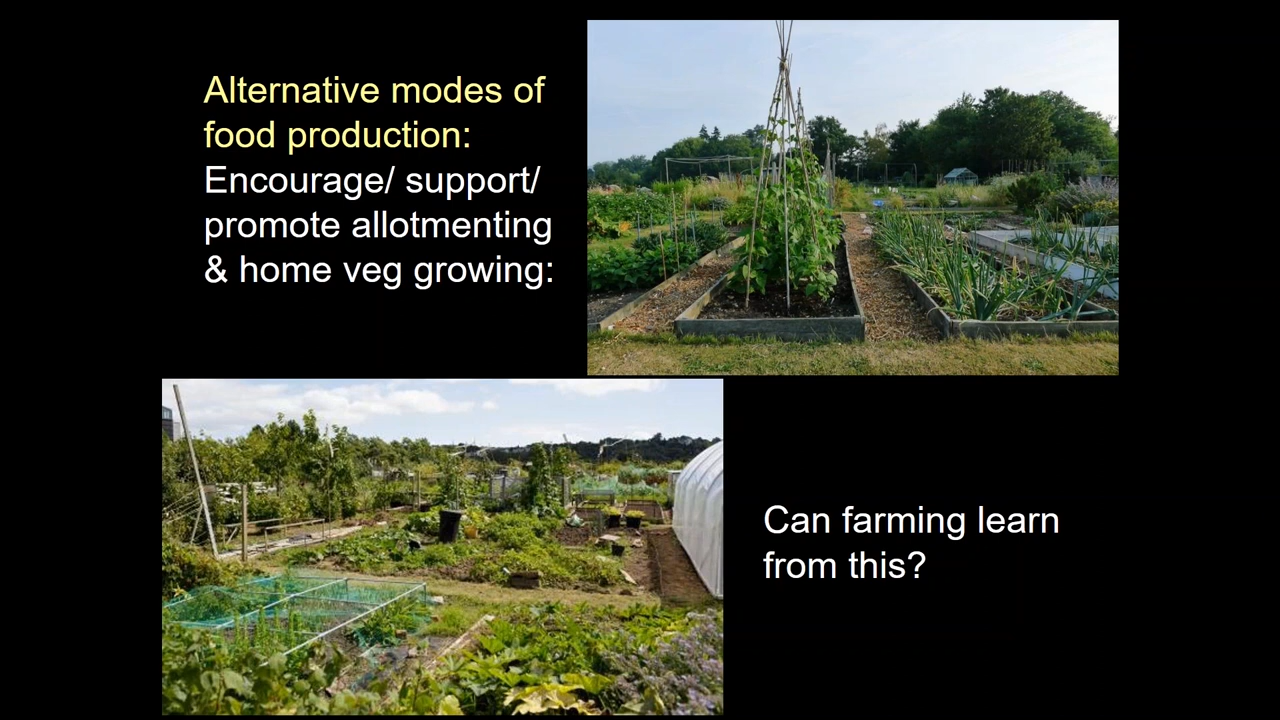 Alternative modes of
food production:
Encourage/ support/
promote allotmenting
& home veg growing:
Can farming learn
from this?